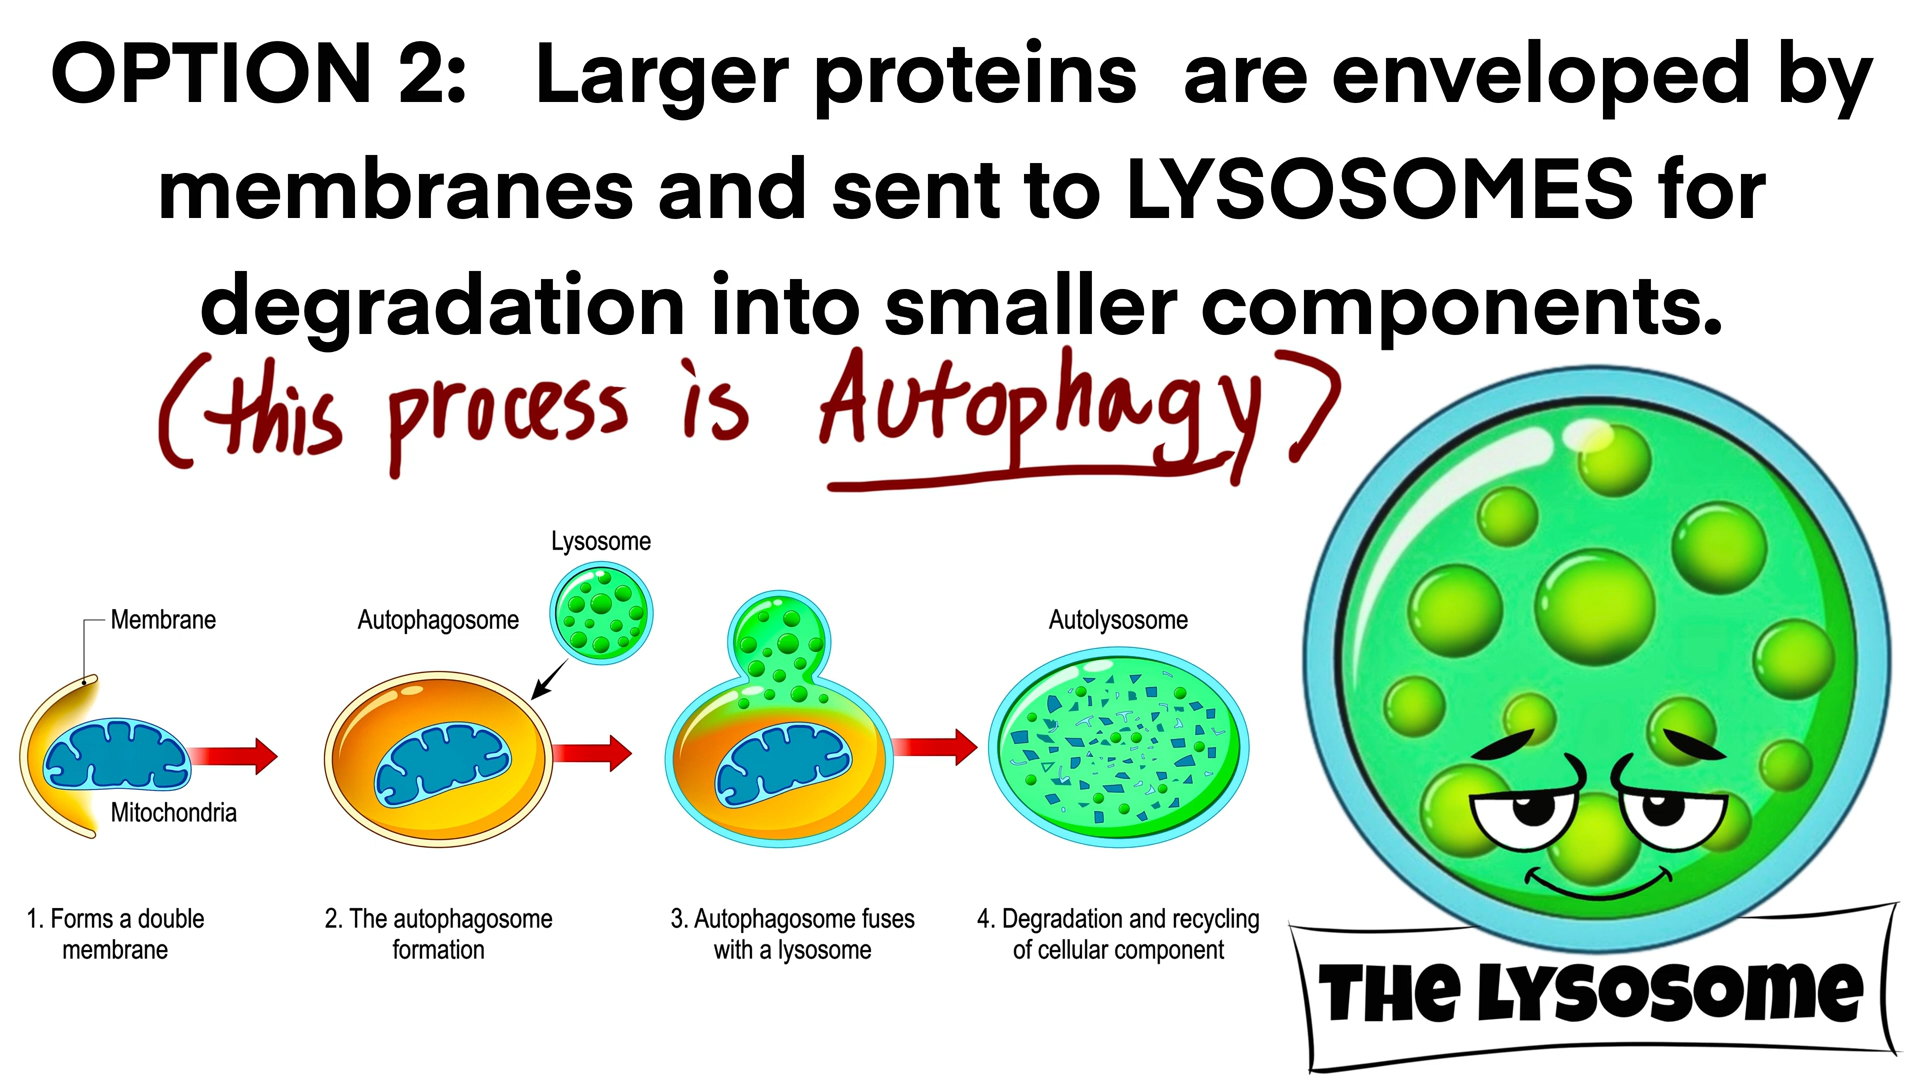 OPTION 2: Larger proteins are enveloped by
membranes and sent to LYSOSOMES for
degradation into smaller components.
(this process is Autophagy)
Lysosome
Membrane
Autophagosome
Autolysosome
Mitochondria
1. Forms a double
membrane
2. The autophagosome
formation
3. Autophagosome fuses
with a lysosome
4. Degradation and recycling
of cellular component
THE LYSOSOME